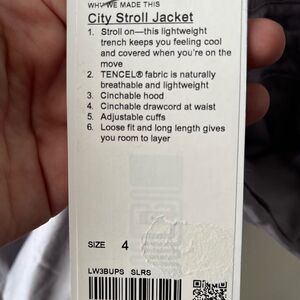 WHY WE MADE THIS
City Stroll Jacket
1. Stroll on—this lightweight
trench keeps you feeling cool
and covered when you're on the
move
2. TENCEL® fabric is naturally
breathable and lightweight
3. Cinchable hood
4. Cinchable drawcord at waist
5. Adjustable cuffs
6. Loose fit and long length gives
you room to layer
SIZE 4
LW3BUPS SLRS